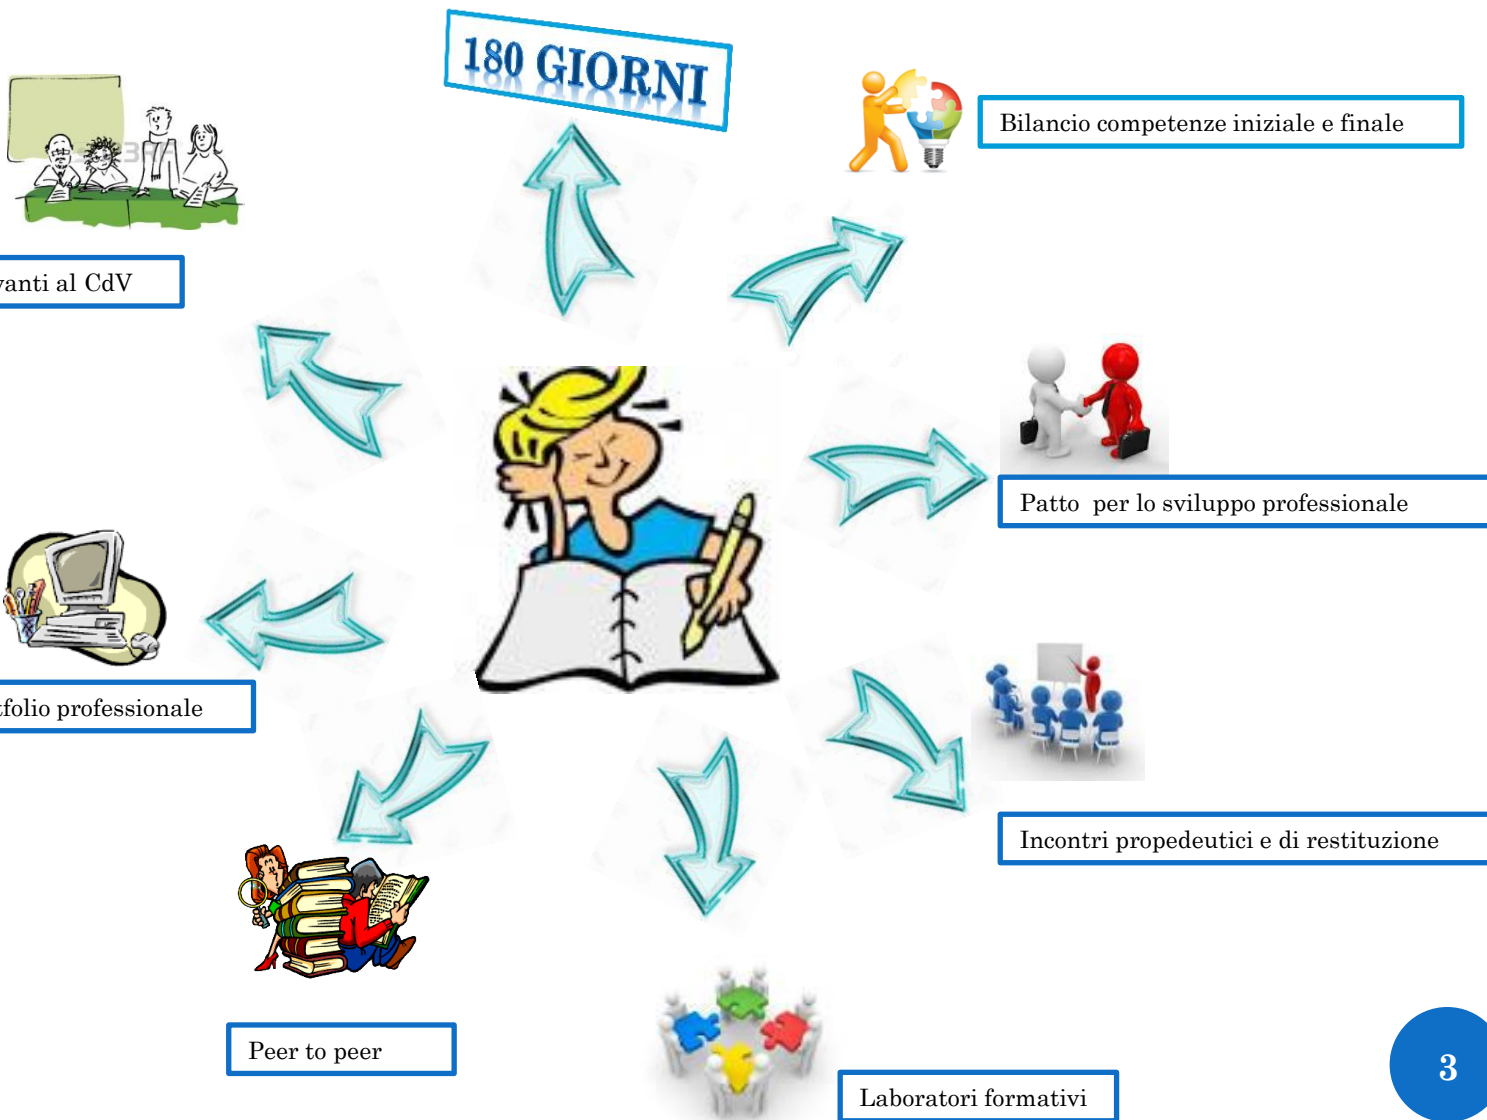 180 GIORNI
Bilancio competenze iniziale e finale
vanti al CdV
Patto per lo sviluppo professionale
tfolio professionale
Incontri propedeutici e di restituzione
Peer to peer
Laboratori formativi
3